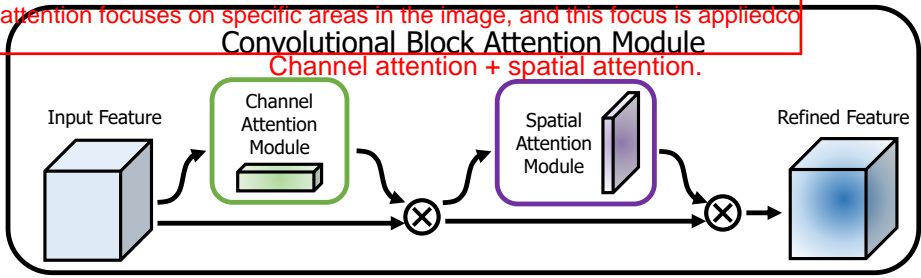 attention focuses on specific areas in the image, and this focus is appliedco
Convolutional Block Attention Module
Channel attention + spatial attention.
Input Feature
Channel
Attention
Module
Spatial
Attention
Module
Refined Feature